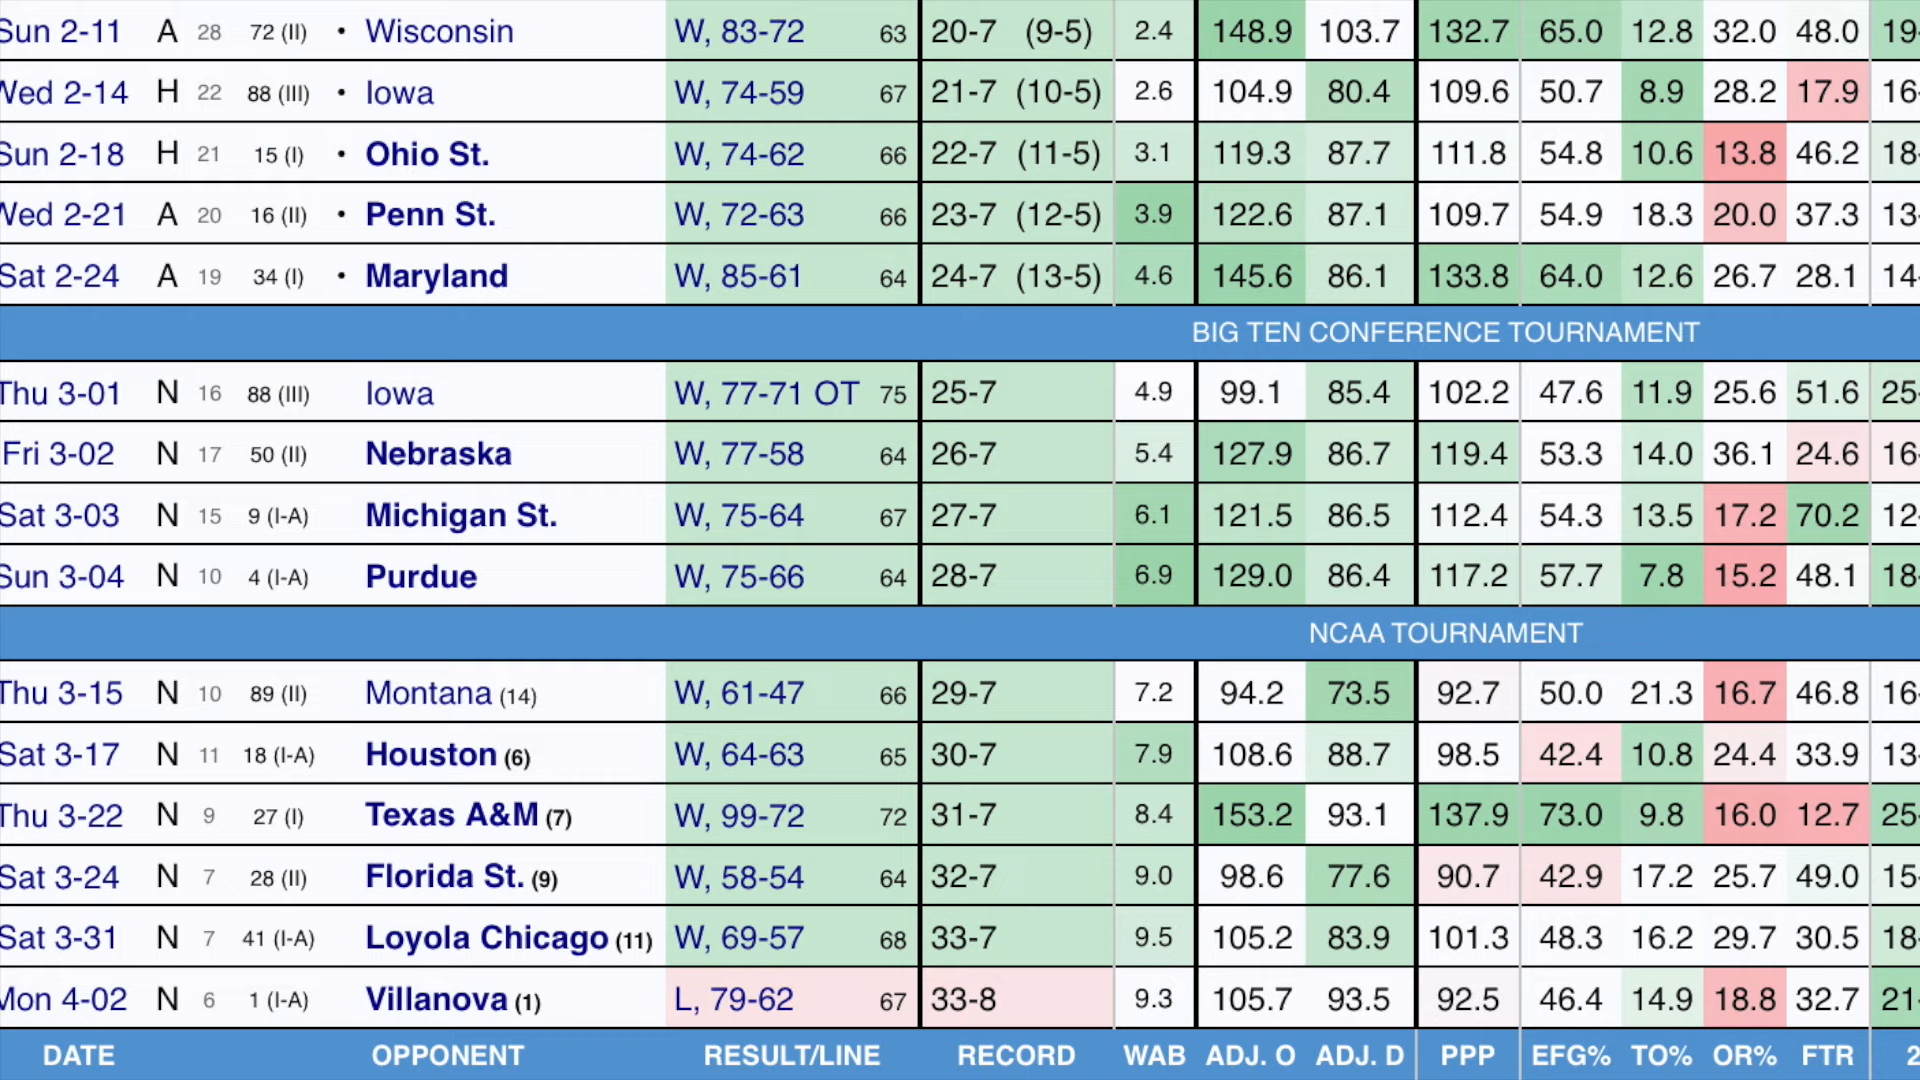 Sun 2-11 A 28 72 (II) • Wisconsin W, 83-72 63 20-7 (9-5) 2.4 148.9 103.7 132.7 65.0 12.8 32.0 48.0 19-
Wed 2-14 H 22 88 (III) • Iowa W, 74-59 67 21-7 (10-5) 2.6 104.9 80.4 109.6 50.7 8.9 28.2 17.9 16-
Sun 2-18 H 21 15 (I) • Ohio St. W, 74-62 66 22-7 (11-5) 3.1 119.3 87.7 111.8 54.8 10.6 13.8 46.2 18-
Wed 2-21 A 20 16 (II) • Penn St. W, 72-63 66 23-7 (12-5) 3.9 122.6 87.1 109.7 54.9 18.3 20.0 37.3 13-
Sat 2-24 A 19 34 (I) • Maryland W, 85-61 64 24-7 (13-5) 4.6 145.6 86.1 133.8 64.0 12.6 26.7 28.1 14-
BIG TEN CONFERENCE TOURNAMENT
Thu 3-01 N 16 88 (III) Iowa W, 77-71 OT 75 25-7 4.9 99.1 85.4 102.2 47.6 11.9 25.6 51.6 25-
Fri 3-02 N 17 50 (II) Nebraska W, 77-58 64 26-7 5.4 127.9 86.7 119.4 53.3 14.0 36.1 24.6 16-
Sat 3-03 N 15 9 (I-A) Michigan St. W, 75-64 67 27-7 6.1 121.5 86.5 112.4 54.3 13.5 17.2 70.2 12-
Sun 3-04 N 10 4 (I-A) Purdue W, 75-66 64 28-7 6.9 129.0 86.4 117.2 57.7 7.8 15.2 48.1 18-
NCAA TOURNAMENT
Thu 3-15 N 10 89 (II) Montana (14) W, 61-47 66 29-7 7.2 94.2 73.5 92.7 50.0 21.3 16.7 46.8 16-
Sat 3-17 N 11 18 (I-A) Houston (6) W, 64-63 65 30-7 7.9 108.6 88.7 98.5 42.4 10.8 24.4 33.9 13-
Thu 3-22 N 9 27 (I) Texas A&M (7) W, 99-72 72 31-7 8.4 153.2 93.1 137.9 73.0 9.8 16.0 12.7 25-
Sat 3-24 N 7 28 (II) Florida St. (9) W, 58-54 64 32-7 9.0 98.6 77.6 90.7 42.9 17.2 25.7 49.0 15-
Sat 3-31 N 7 41 (I-A) Loyola Chicago (11) W, 69-57 68 33-7 9.5 105.2 83.9 101.3 48.3 16.2 29.7 30.5 18-
Mon 4-02 N 6 1 (I-A) Villanova (1) L, 79-62 67 33-8 9.3 105.7 93.5 92.5 46.4 14.9 18.8 32.7 21-
DATE OPPONENT RESULT/LINE RECORD WAB ADJ. O ADJ. D PPP EFG% TO% OR% FTR 2